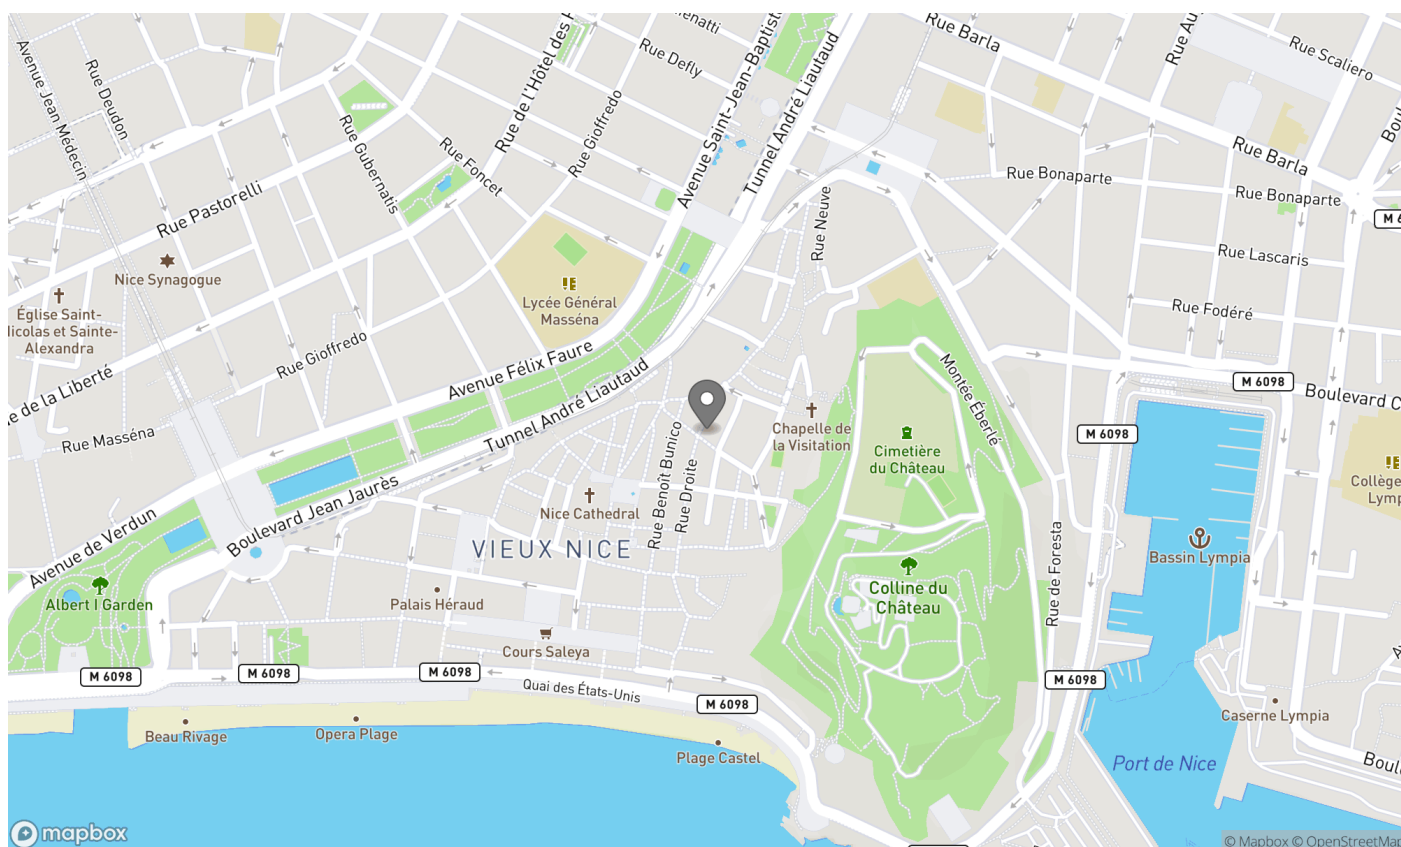 Rue Barla
Rue Scaliero
Rue Defly
Rue Deudon
Avenue Jean Médecin
Rue de l'Hôtel des
Avenue Saint-Jean-Baptiste
Tunnel André Liautaud
Rue Gioffredo
Rue Gubernatis
Rue Foncet
Rue Barla
Rue Bonaparte
Rue Bonaparte
Rue Pastorelli
Rue Neuve
M 6
Nice Synagogue
Rue Lascaris
Église Saint-
Nicolas et Sainte-
Alexandra
Lycée Général
Masséna
Rue Fodéré
Rue Gioffredo
Avenue Félix Faure
Montée Éberlé
M 6098
Boulevard C
de la Liberté
Tunnel André Liautaud
Chapelle de
la Visitation
M 6098
Rue Masséna
Cimetière
du Château
Rue Benoît Bunico
Rue Droite
Collège
Lymp
Nice Cathedral
Boulevard Jean Jaurès
Avenue de Verdun
VIEUX NICE
Bassin Lympia
Rue de Foresta
Colline du
Château
Albert I Garden
Palais Héraud
Cours Saleya
M 6098
M 6098
M 6098
M 6098
Quai des États-Unis
M 6098
Caserne Lympia
Beau Rivage
Opera Plage
Plage Castel
Port de Nice
Boul
mapbox
© Mapbox © OpenStreetMap